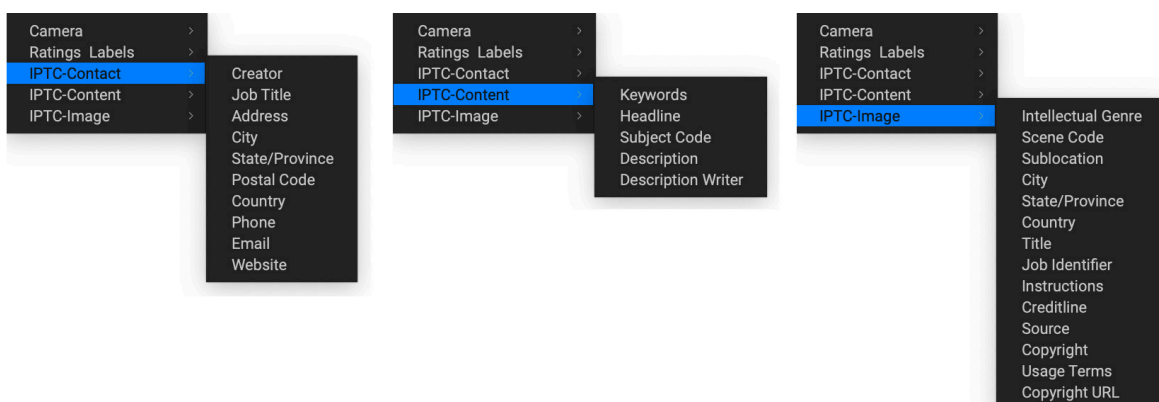 Camera
Ratings Labels
IPTC-Contact
IPTC-Content
IPTC-Image
Creator
Job Title
Address
City
State/Province
Postal Code
Country
Phone
Email
Website
Camera
Ratings Labels
IPTC-Contact
IPTC-Content
IPTC-Image
Keywords
Headline
Subject Code
Description
Description Writer
Camera
Ratings Labels
IPTC-Contact
IPTC-Content
IPTC-Image
Intellectual Genre
Scene Code
Sublocation
City
State/Province
Country
Title
Job Identifier
Instructions
Creditline
Source
Copyright
Usage Terms
Copyright URL